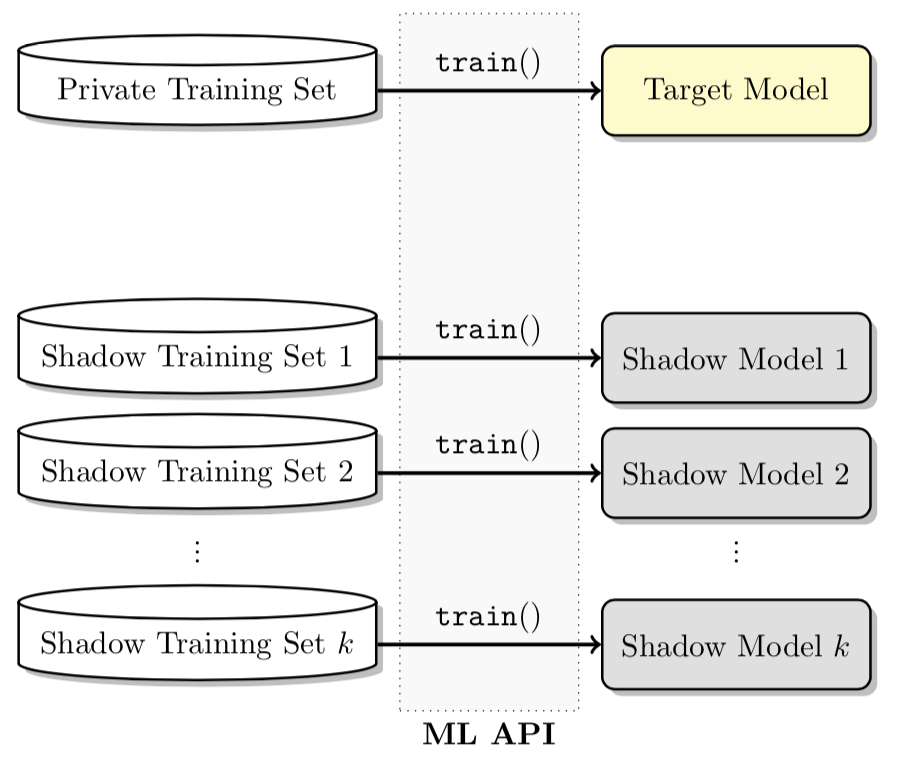 train()
Private Training Set
Target Model
train()
Shadow Training Set 1
Shadow Model 1
train()
Shadow Training Set 2
Shadow Model 2
⋮
⋮
train()
Shadow Training Set k
Shadow Model k
ML API